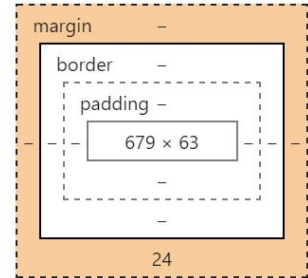 margin –
border –
padding –
– – – 679 × 63 – – –
–
–
24